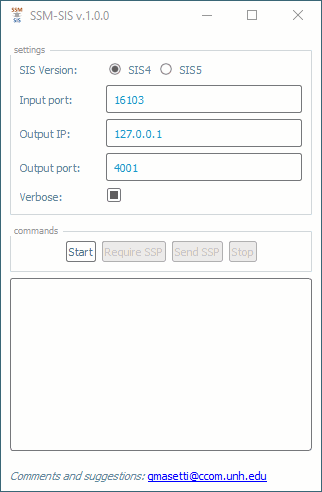 SSM SIS
SSM-SIS v.1.0.0
settings
SIS Version: SIS4 SIS5
Input port: 16103
Output IP: 127.0.0.1
Output port: 4001
Verbose:
commands
Start Require SSP Send SSP Stop
Comments and suggestions: gmasetti@ccom.unh.edu